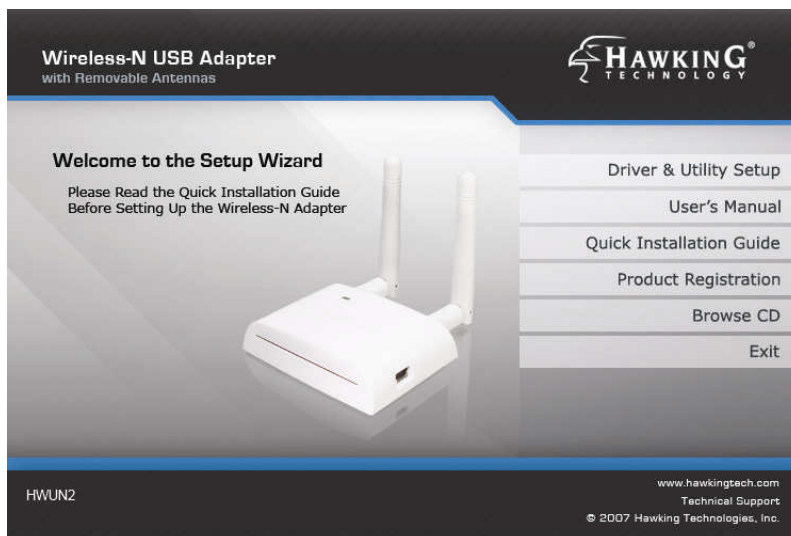 Wireless-N USB Adapter
with Removable Antennas
HAWKING®
TECHNOLOGY
Welcome to the Setup Wizard
Please Read the Quick Installation Guide
Before Setting Up the Wireless-N Adapter
Driver & Utility Setup
User's Manual
Quick Installation Guide
Product Registration
Browse CD
Exit
HWUN2
www.hawkingtech.com
Technical Support
© 2007 Hawking Technologies, Inc.